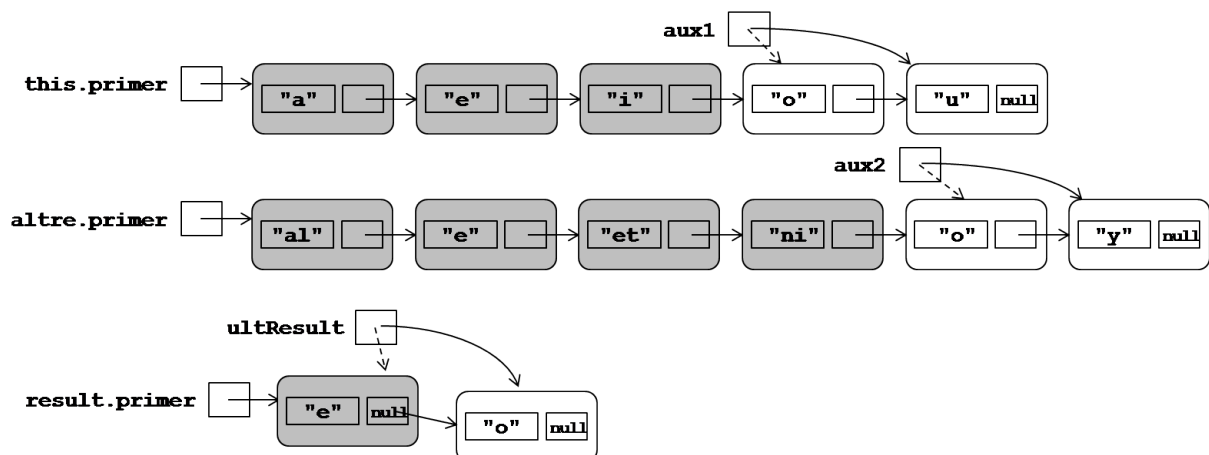 aux1
this.primer "a" "e" "i" "o" "u" null
aux2
altre.primer "al" "e" "et" "ni" "o" "y" null
ultResult
result.primer "e" null "o" null